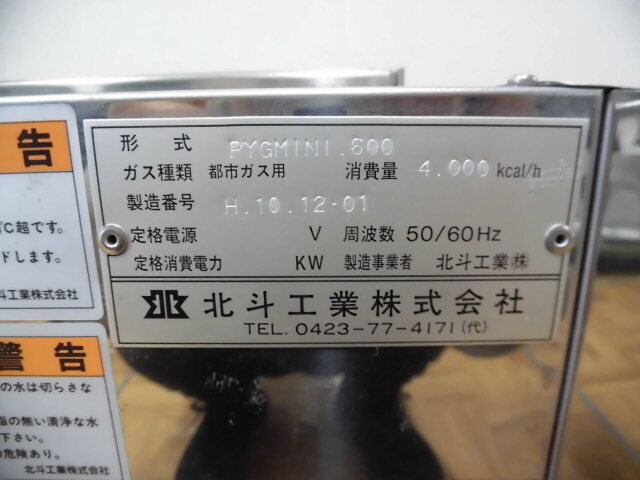 告
℃超です。
ドします。
斗工業株式会社
警告
の水は切らさな
脂の無い清浄な水
下さい。
の危険あり。
北斗工業株式会社
形式 PYGMINI.600
ガス種類 都市ガス用 消費量 4.000 kcal/h
製造番号 H.10.12-01
定格電源 V 周波数 50/60Hz
定格消費電力 KW 製造事業者 北斗工業㈱
北斗工業株式会社
TEL. 0423-77-4171(代)